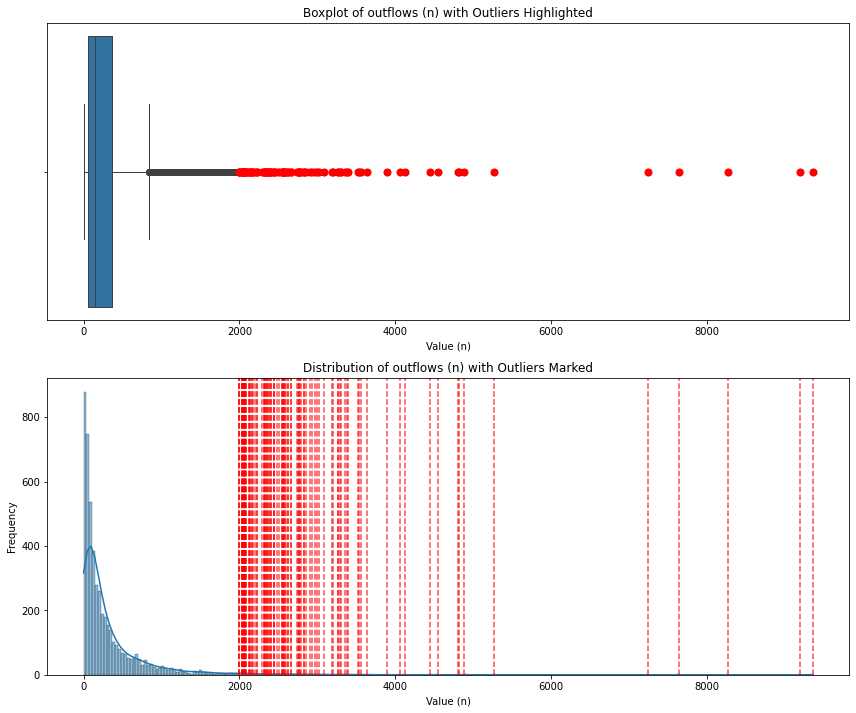 Boxplot of outflows (n) with Outliers Highlighted
0 2000 4000 6000 8000
Value (n)
Distribution of outflows (n) with Outliers Marked
800
600
400
200
0
Frequency
0 2000 4000 6000 8000
Value (n)